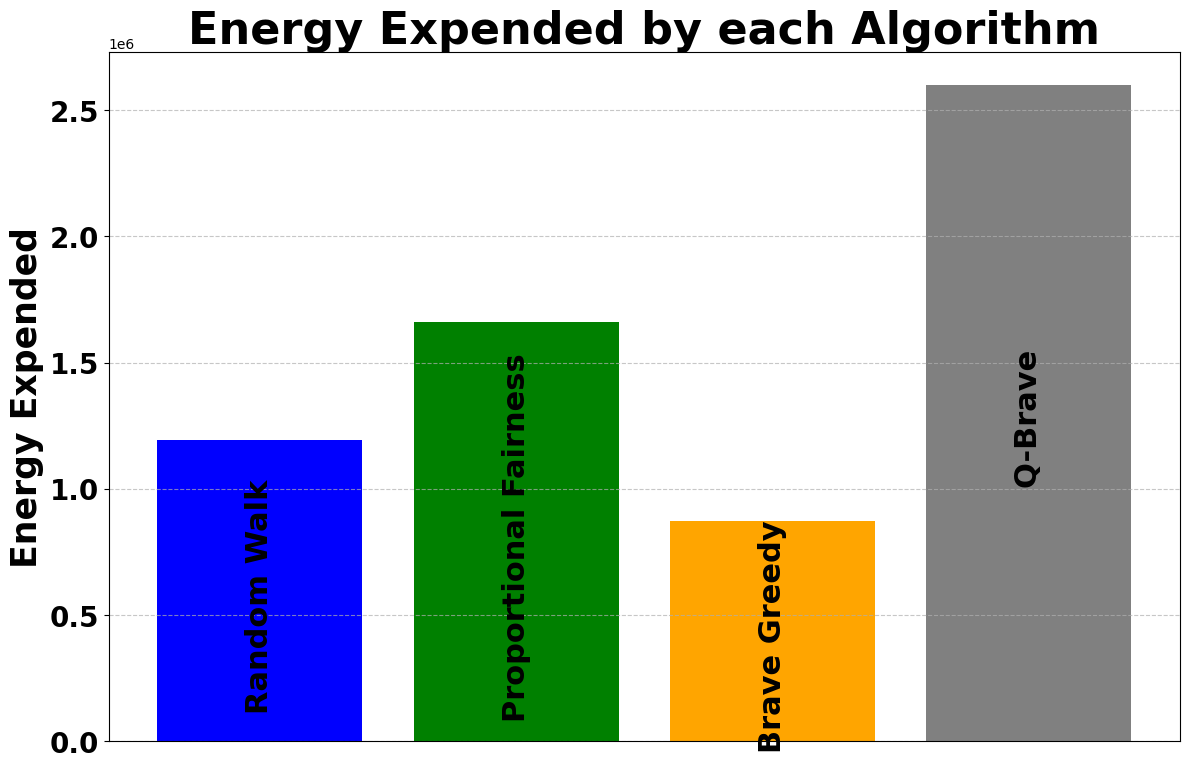 Energy Expended by each Algorithm
1e6
2.5
2.0
1.5
1.0
0.5
0.0
Energy Expended
Random Walk
Proportional Fairness
Brave Greedy
Q-Brave